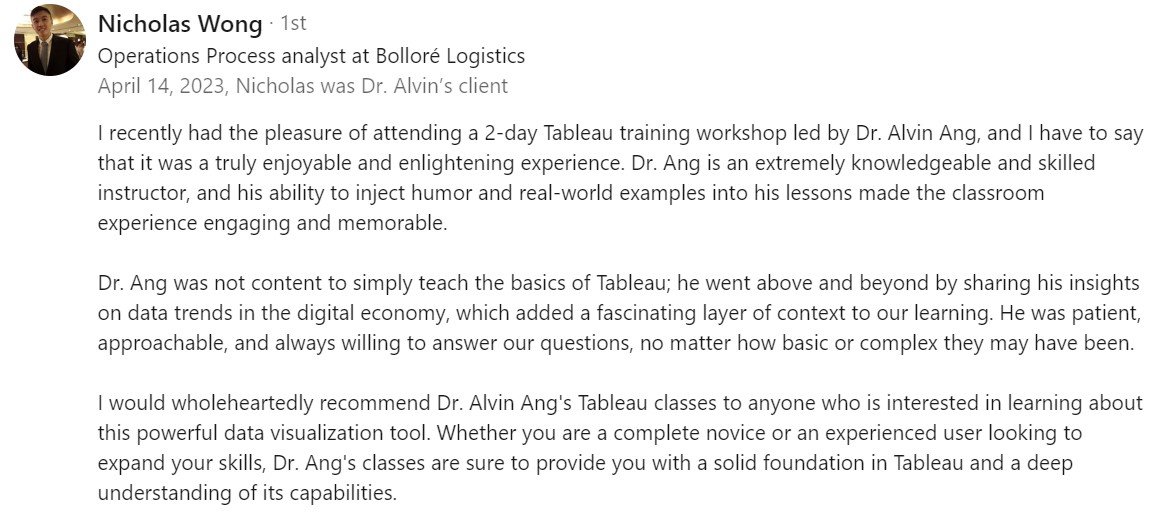 Nicholas Wong · 1st
Operations Process analyst at Bolloré Logistics
April 14, 2023, Nicholas was Dr. Alvin’s client
I recently had the pleasure of attending a 2-day Tableau training workshop led by Dr. Alvin Ang, and I have to say
that it was a truly enjoyable and enlightening experience. Dr. Ang is an extremely knowledgeable and skilled
instructor, and his ability to inject humor and real-world examples into his lessons made the classroom
experience engaging and memorable.
Dr. Ang was not content to simply teach the basics of Tableau; he went above and beyond by sharing his insights
on data trends in the digital economy, which added a fascinating layer of context to our learning. He was patient,
approachable, and always willing to answer our questions, no matter how basic or complex they may have been.
I would wholeheartedly recommend Dr. Alvin Ang's Tableau classes to anyone who is interested in learning about
this powerful data visualization tool. Whether you are a complete novice or an experienced user looking to
expand your skills, Dr. Ang's classes are sure to provide you with a solid foundation in Tableau and a deep
understanding of its capabilities.